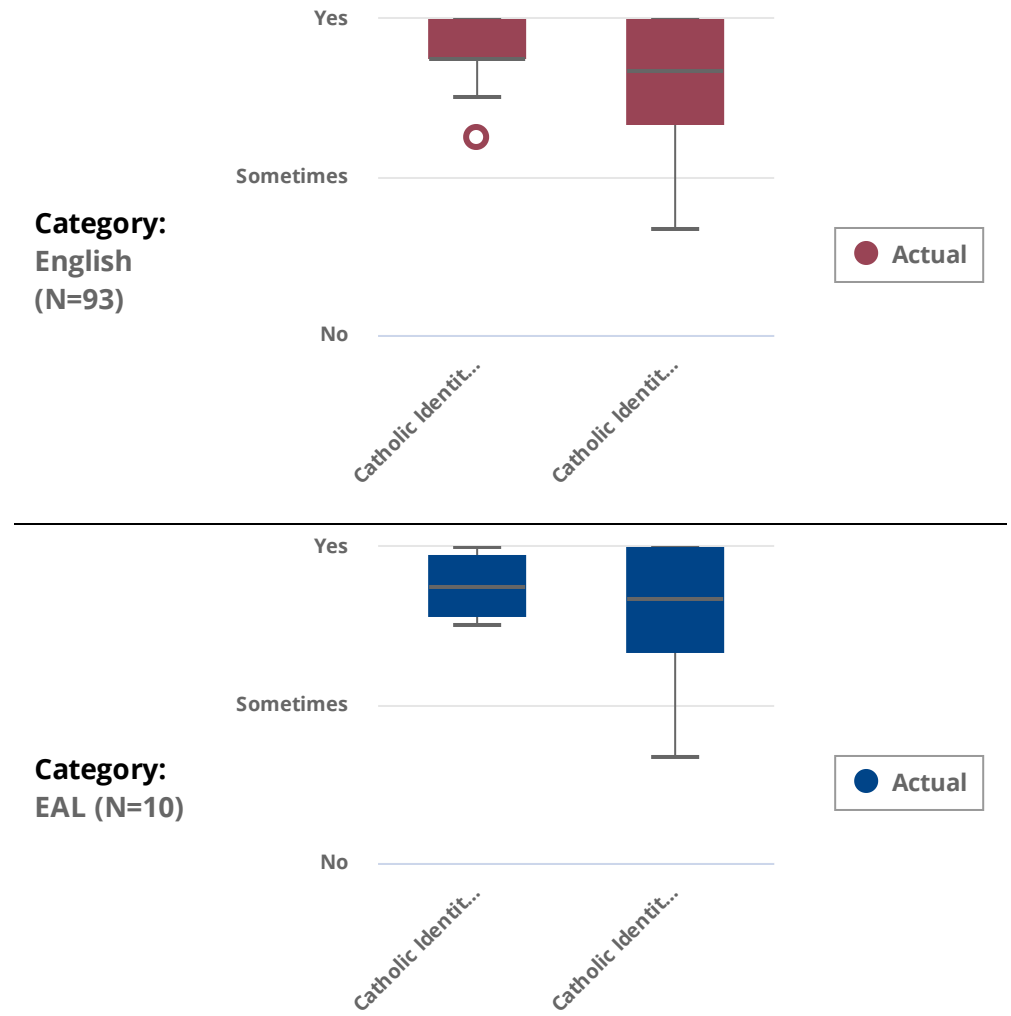 Yes
Sometimes
Category:
English
(N=93)
Actual
No
Catholic Identit...
Catholic Identit...
Yes
Sometimes
Category:
EAL (N=10)
Actual
No
Catholic Identit...
Catholic Identit...